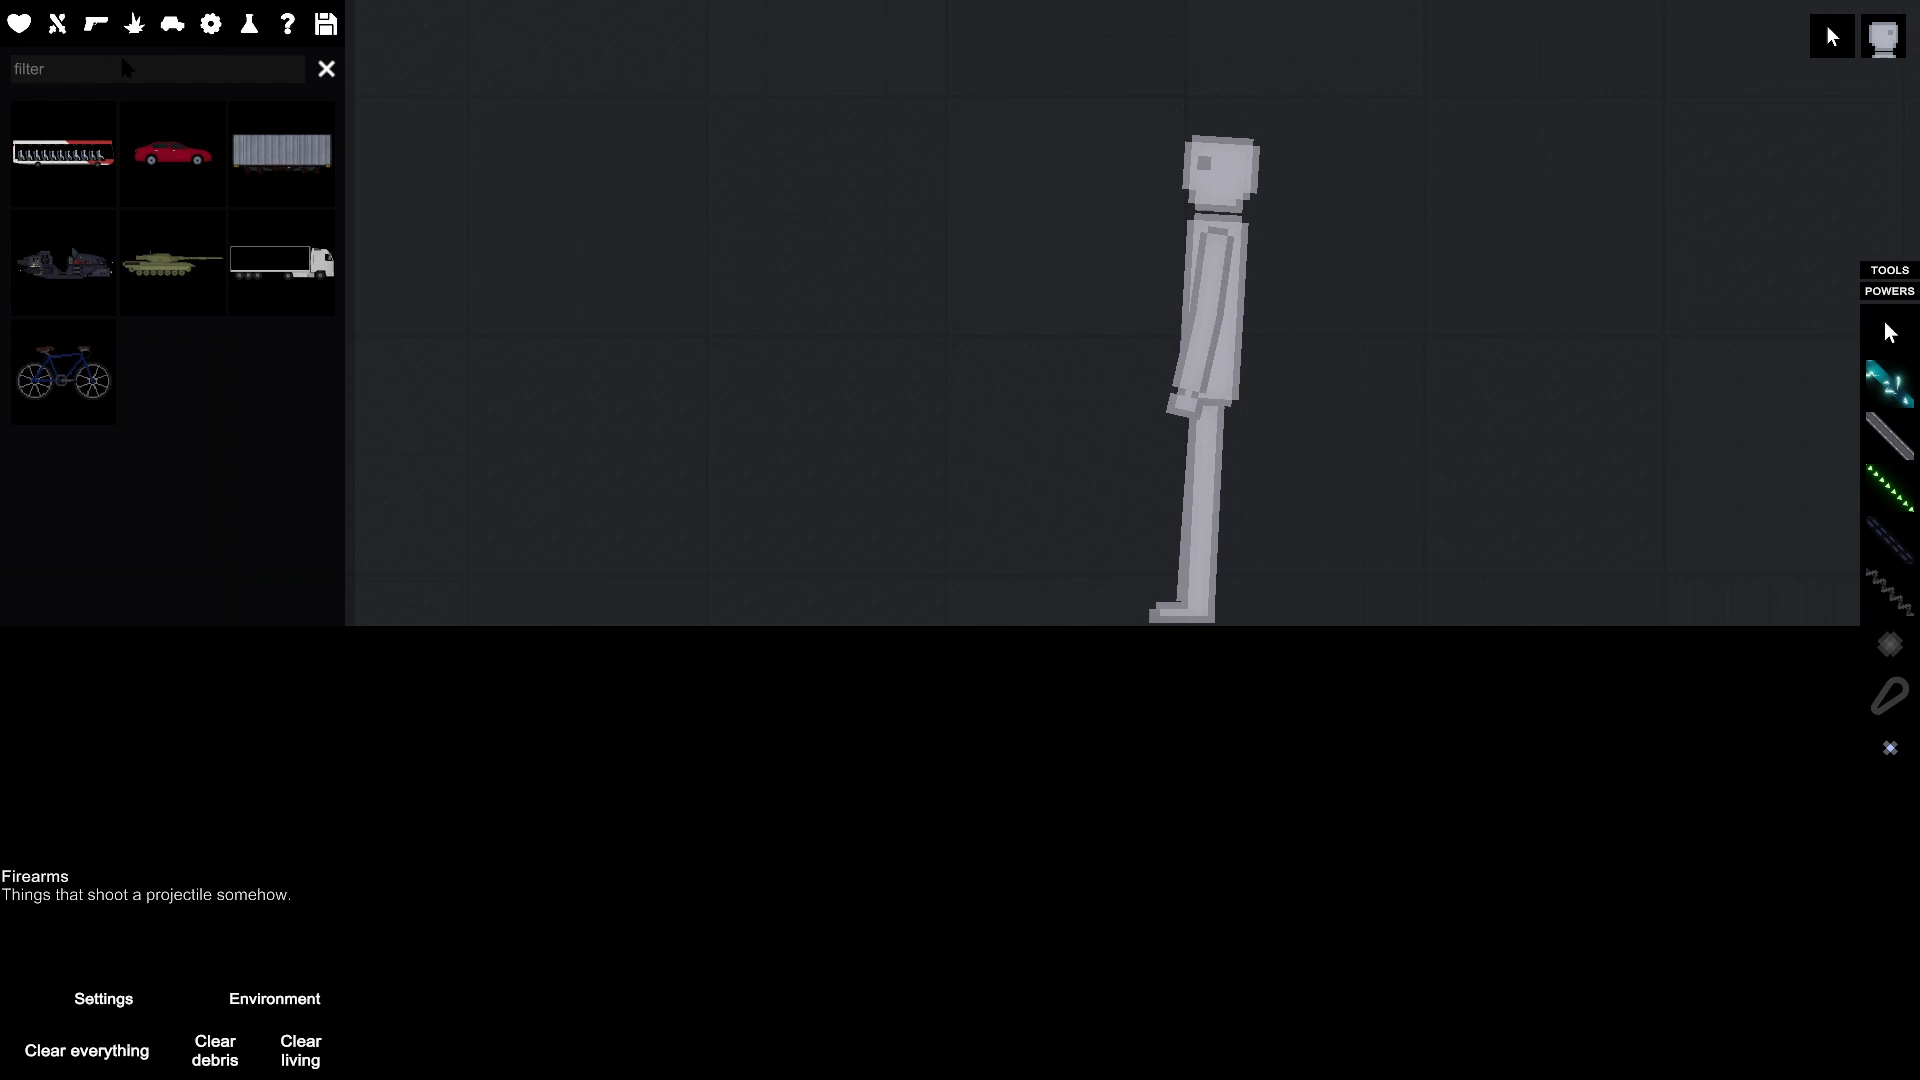 filter
TOOLS
POWERS
Firearms
Things that shoot a projectile somehow.
Settings
Environment
Clear everything
Clear
debris
Clear
living